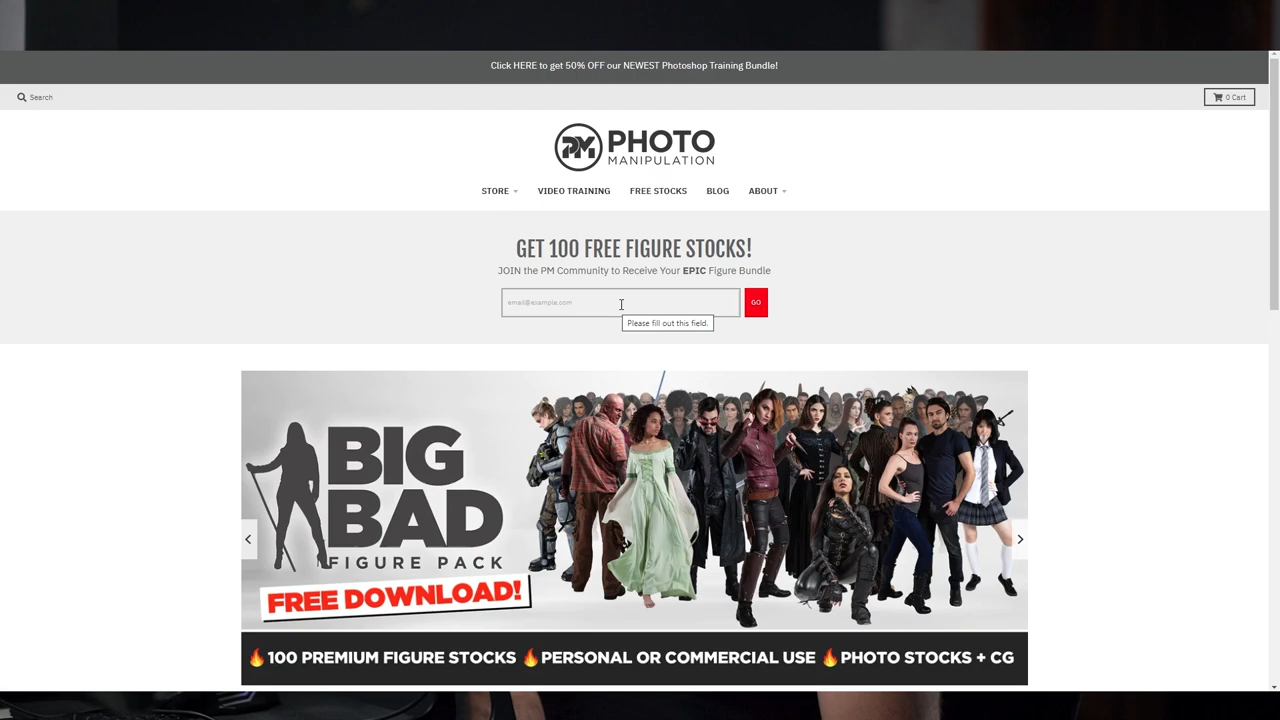 Click HERE to get 50% OFF our NEWEST Photoshop Training Bundle!
Search
0 Cart
PM PHOTO
MANIPULATION
STORE VIDEO TRAINING FREE STOCKS BLOG ABOUT
GET 100 FREE FIGURE STOCKS!
JOIN the PM Community to Receive Your EPIC Figure Bundle
email@example.com
GO
Please fill out this field.
BIG
BAD
FIGURE PACK
FREE DOWNLOAD!
🔥100 PREMIUM FIGURE STOCKS 🔥PERSONAL OR COMMERCIAL USE 🔥PHOTO STOCKS + CG